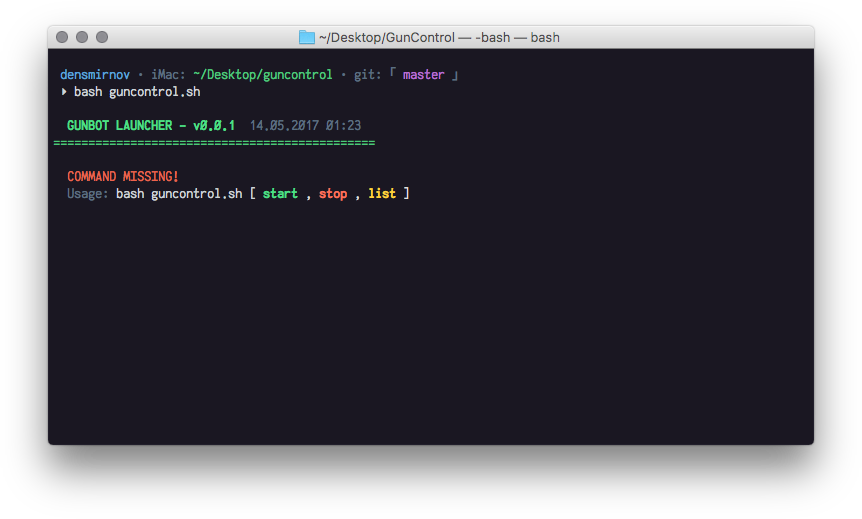 ~/Desktop/GunControl — -bash — bash
densmirnov · iMac: ~/Desktop/guncontrol · git:「 master 」
▸ bash guncontrol.sh
GUNBOT LAUNCHER - v0.0.1 14.05.2017 01:23
==============================================
COMMAND MISSING!
Usage: bash guncontrol.sh [ start , stop , list ]